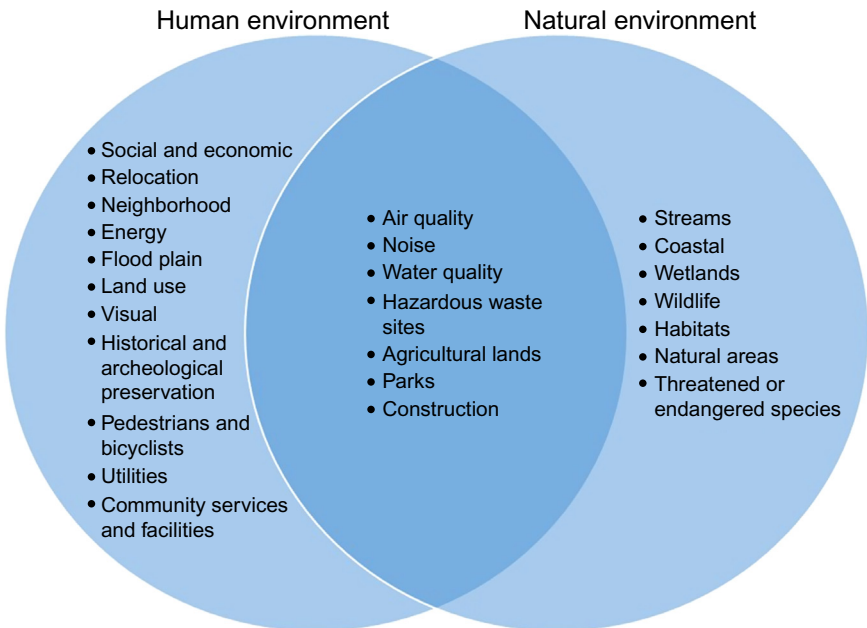 Human environment
Natural environment
• Social and economic
• Relocation
• Neighborhood
• Energy
• Flood plain
• Land use
• Visual
• Historical and
archeological
preservation
• Pedestrians and
bicyclists
• Utilities
• Community services
and facilities
• Air quality
• Noise
• Water quality
• Hazardous waste
sites
• Agricultural lands
• Parks
• Construction
• Streams
• Coastal
• Wetlands
• Wildlife
• Habitats
• Natural areas
• Threatened or
endangered species